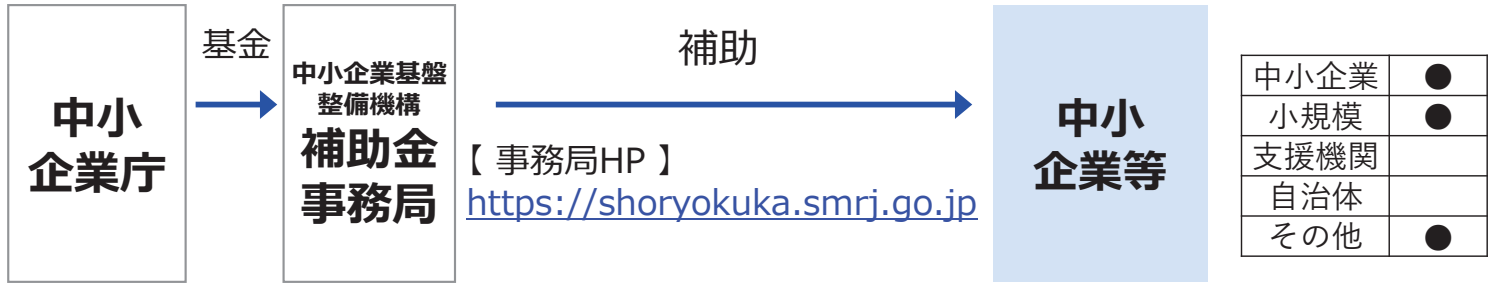 中小
企業庁
基金
中小企業基盤
整備機構
補助金
事務局
補助
【 事務局HP 】
https://shoryokuka.smrj.go.jp
中小
企業等
中小企業 ●
小規模 ●
支援機関
自治体
その他 ●